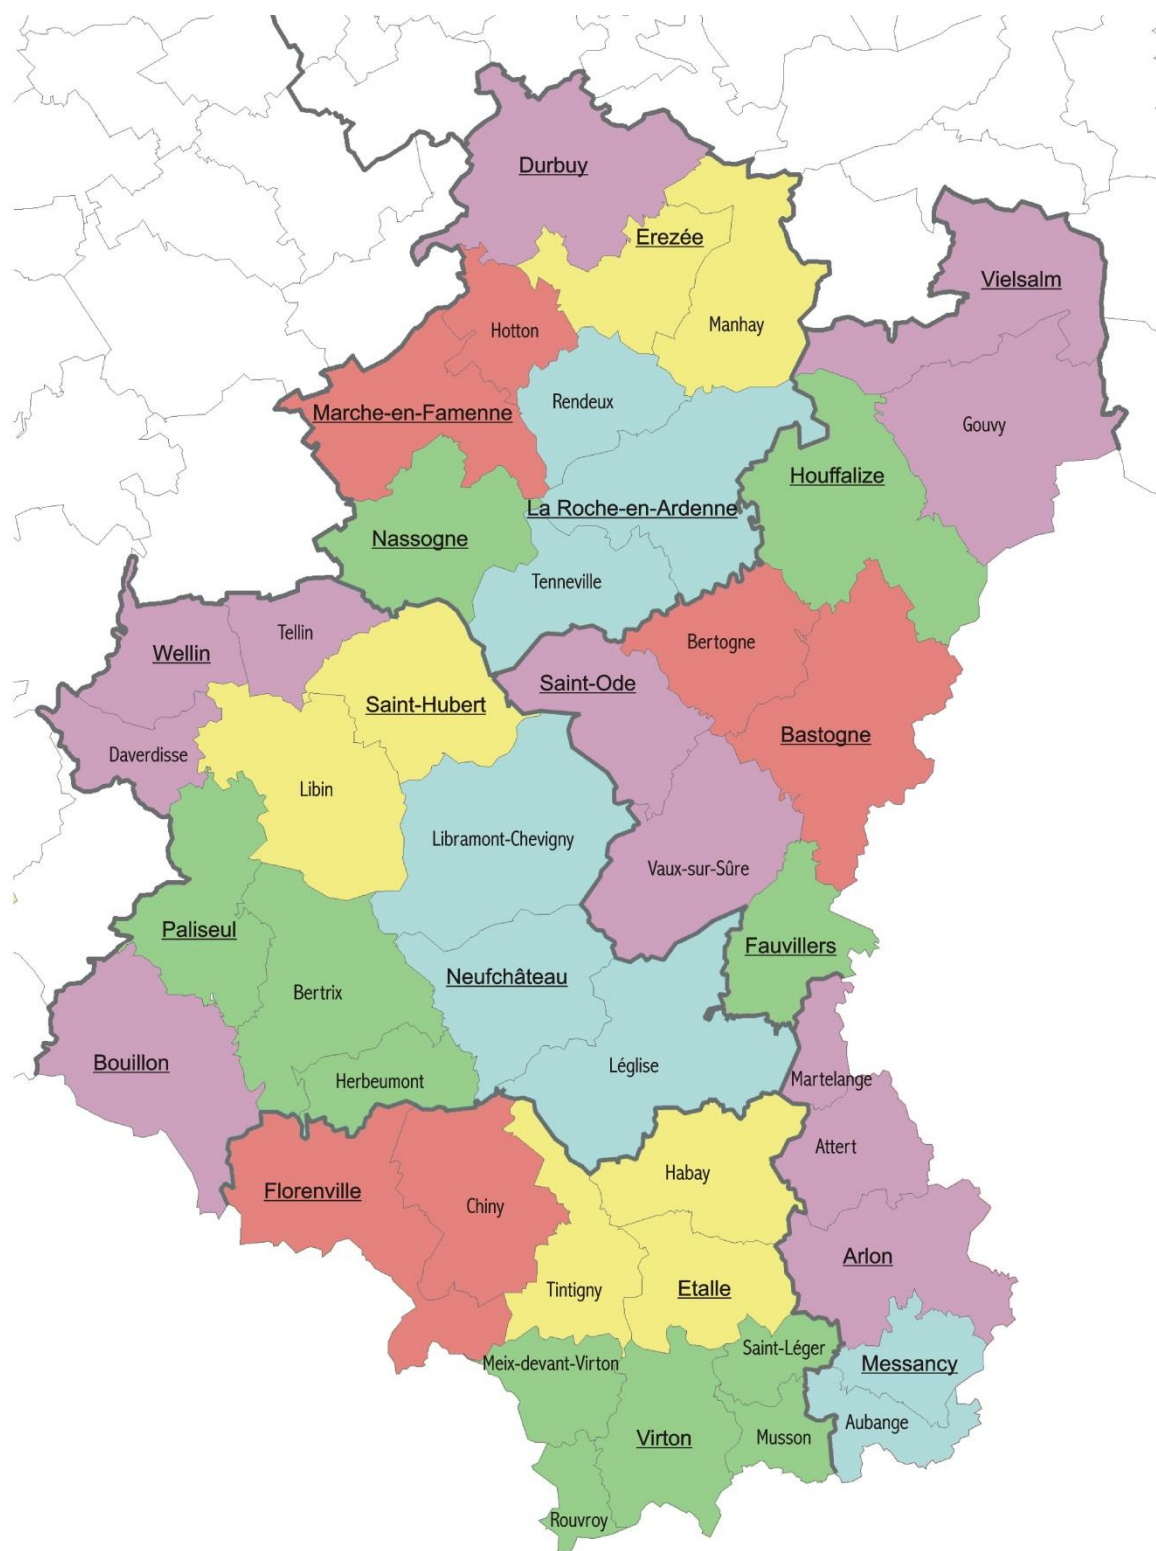 Durbuy
Erezée
Vielsalm
Manhay
Hotton
Rendeux
Marche-en-Famenne
Gouvy
Houffalize
La Roche-en-Ardenne
Nassogne
Tenneville
Tellin
Bertogne
Wellin
Saint-Ode
Saint-Hubert
Bastogne
Daverdisse
Libin
Libramont-Chevigny
Vaux-sur-Sûre
Paliseul
Fauvillers
Neufchâteau
Bertrix
Bouillon
Léglise
Herbeumont
Martelange
Attert
Habay
Florenville
Chiny
Arlon
Tintigny
Etalle
Saint-Léger
Meix-devant-Virton
Messancy
Aubange
Virton
Musson
Rouvroy